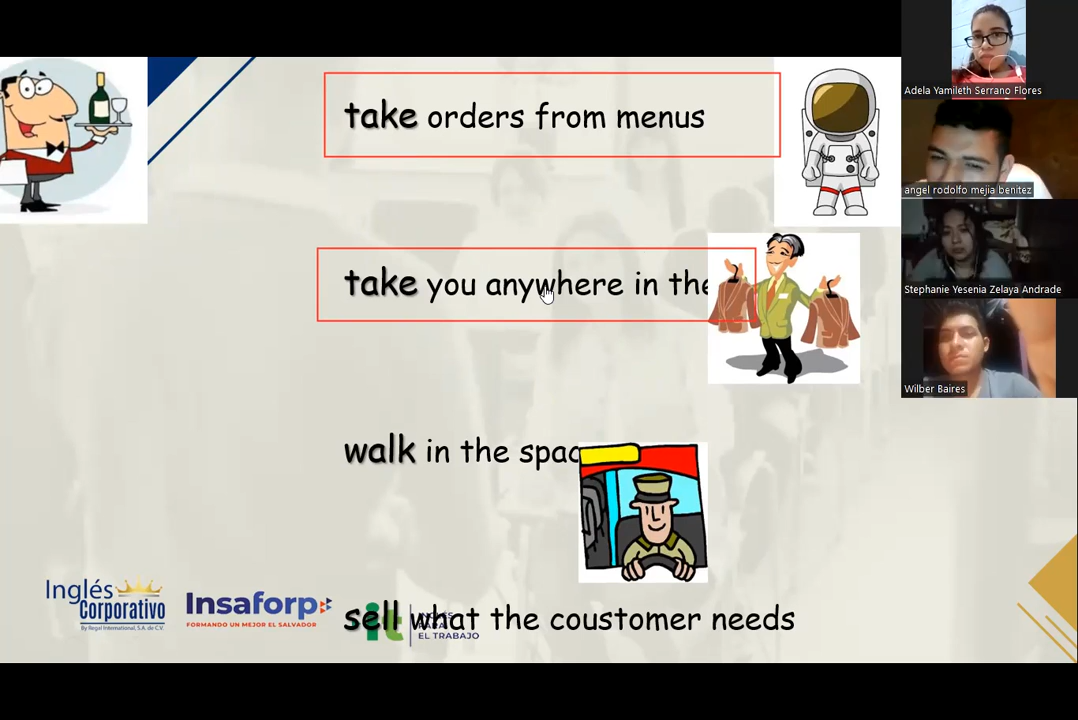 take orders from menus
Adela Yamileth Serrano Flores
angel rodolfo mejia benitez
take you anywhere in the
Stephanie Yesenia Zelaya Andrade
Wilber Baires
walk in the spac
Inglés
Corporativo
By Regal International, S.A. de C.V.
Insaforp
FORMANDO UN MEJOR EL SALVADOR
it
EL TRABAJO
sell what the coustomer needs